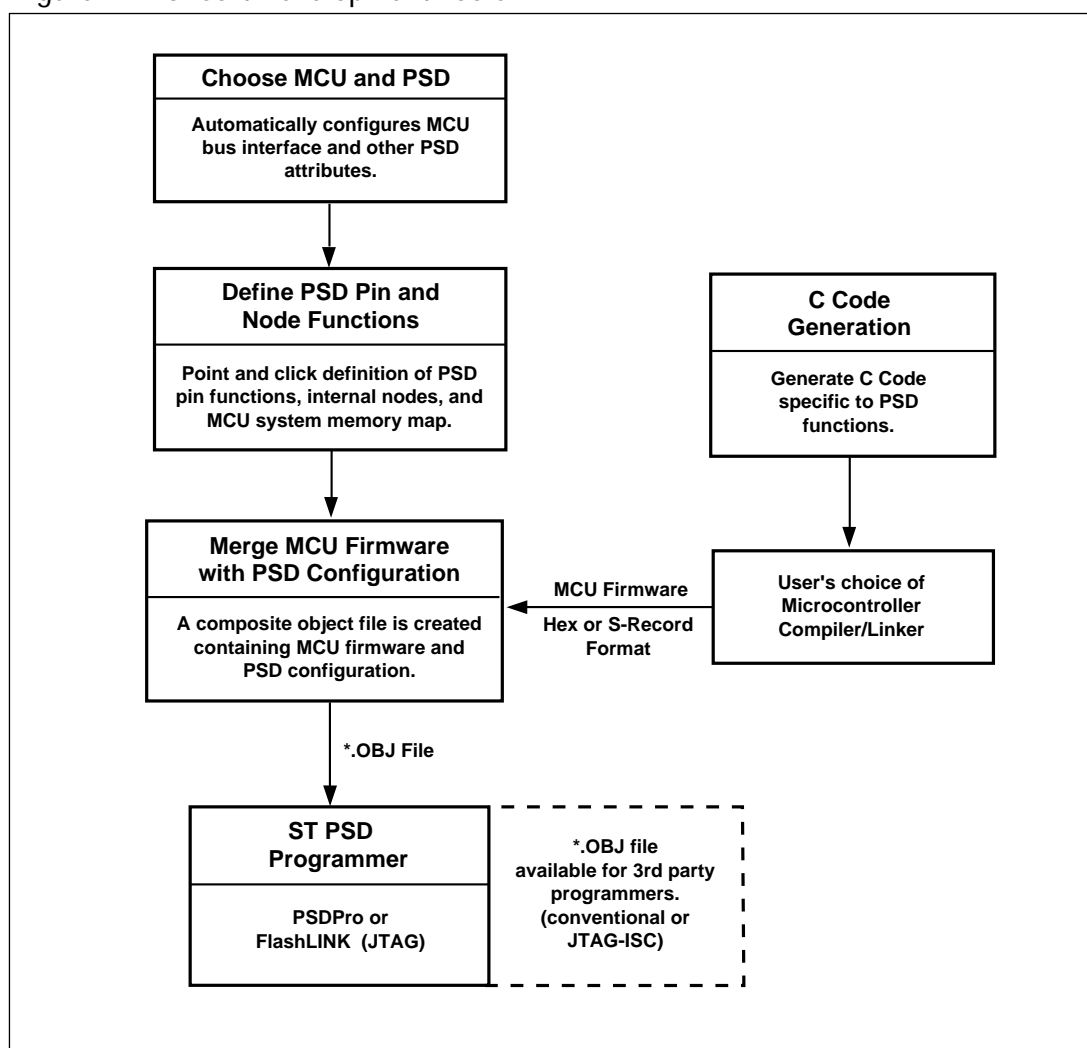 Choose MCU and PSD
Automatically configures MCU
bus interface and other PSD
attributes.
Define PSD Pin and
Node Functions
Point and click definition of PSD
pin functions, internal nodes, and
MCU system memory map.
C Code
Generation
Generate C Code
specific to PSD
functions.
Merge MCU Firmware
with PSD Configuration
A composite object file is created
containing MCU firmware and
PSD configuration.
MCU Firmware
Hex or S-Record
Format
User's choice of
Microcontroller
Compiler/Linker
*.OBJ File
ST PSD
Programmer
PSDPro or
FlashLINK (JTAG)
*.OBJ file
available for 3rd party
programmers.
(conventional or
JTAG-ISC)